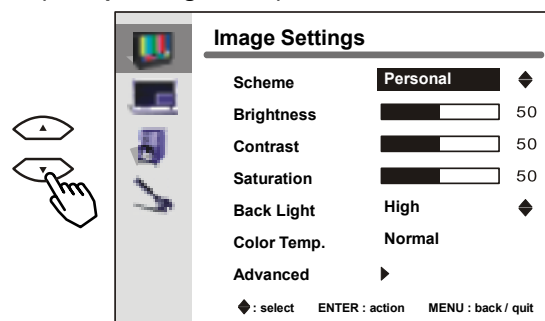 Image Settings
Scheme Personal
Brightness 50
Contrast 50
Saturation 50
Back Light High
Color Temp. Normal
Advanced
: select ENTER : action MENU : back / quit